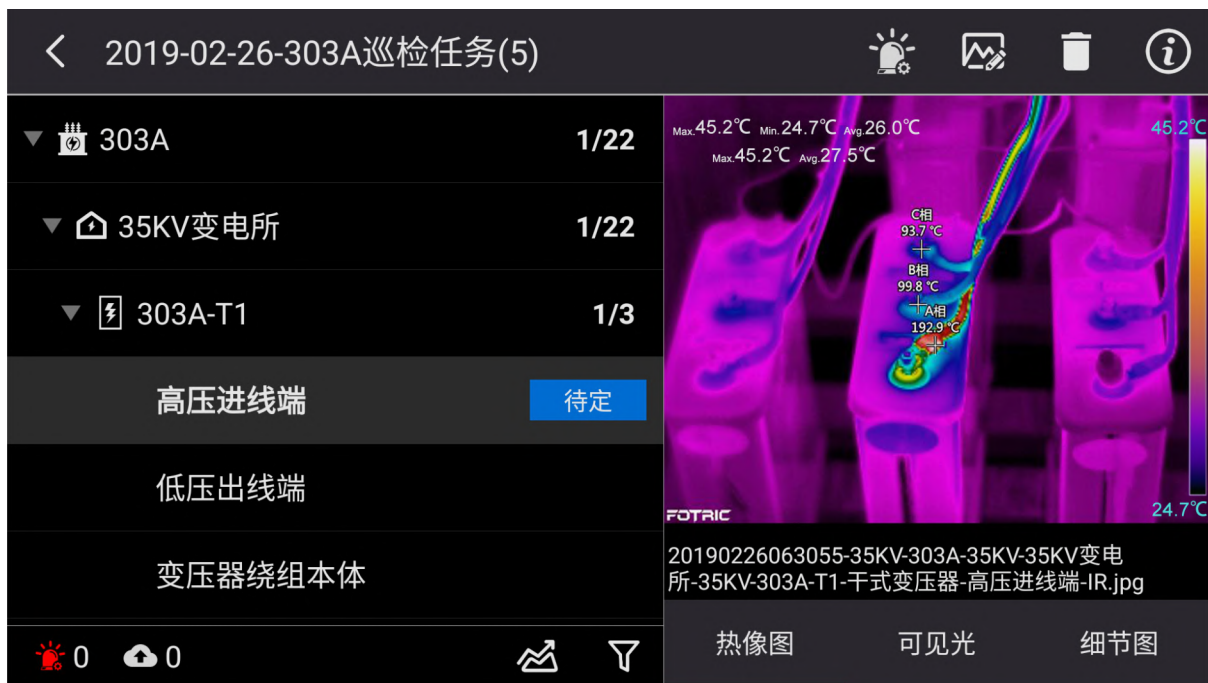 2019-02-26-303A巡检任务(5)
303A 1/22
35KV变电所 1/22
303A-T1 1/3
高压进线端 待定
低压出线端
变压器绕组本体
0 0
Max.45.2℃ Min.24.7℃ Avg.26.0℃
Max.45.2℃ Avg.27.5℃
45.2℃
C相
93.7 ℃
B相
99.8 ℃
A相
192.9 ℃
FOTRIC
24.7℃
20190226063055-35KV-303A-35KV-35KV变电
所-35KV-303A-T1-干式变压器-高压进线端-IR.jpg
热像图 可见光 细节图